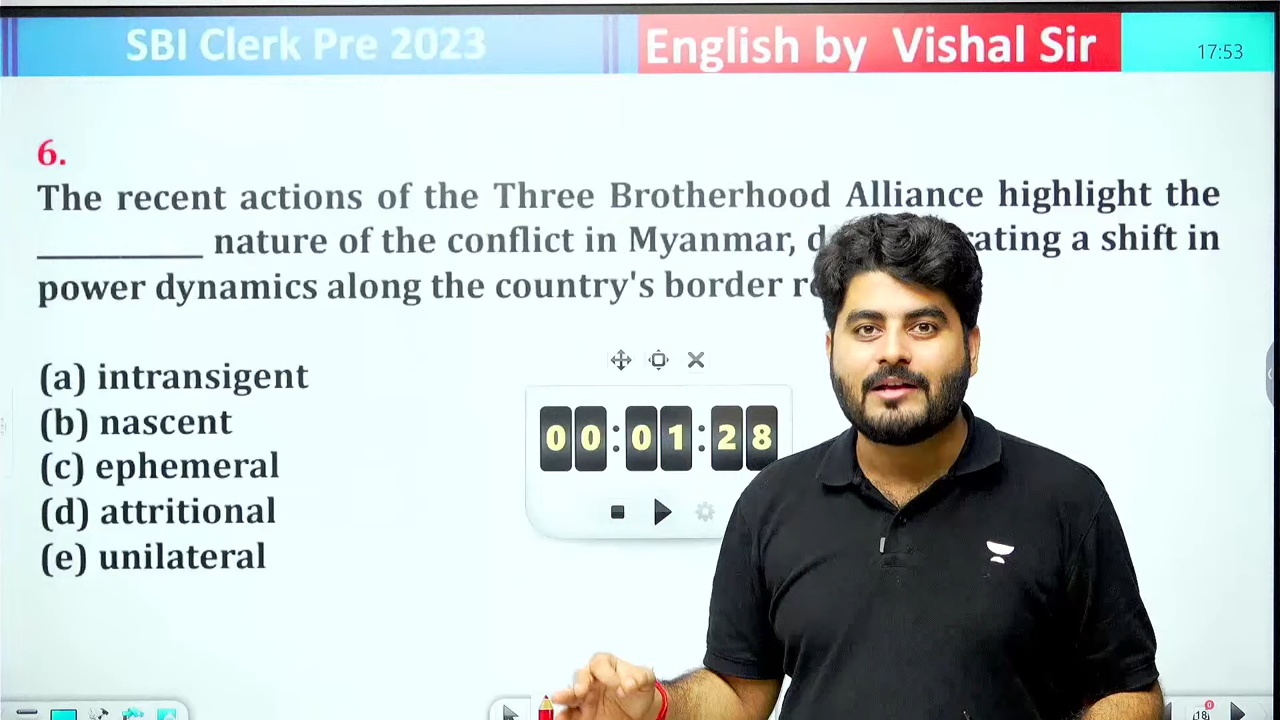 SBI Clerk Pre 2023
English by Vishal Sir
17:53
6.
The recent actions of the Three Brotherhood Alliance highlight the
__________ nature of the conflict in Myanmar, rating a shift in
power dynamics along the country's border
(a) intransigent
(b) nascent
(c) ephemeral
(d) attritional
(e) unilateral
00:01:28
18